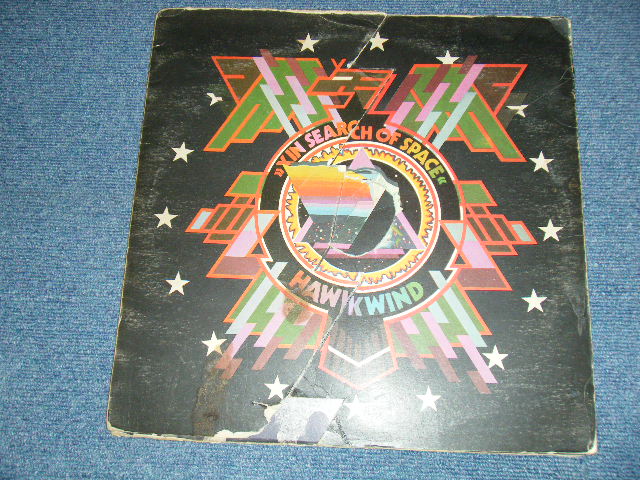 »X IN SEARCH OF SPACE«
HAWKWIND